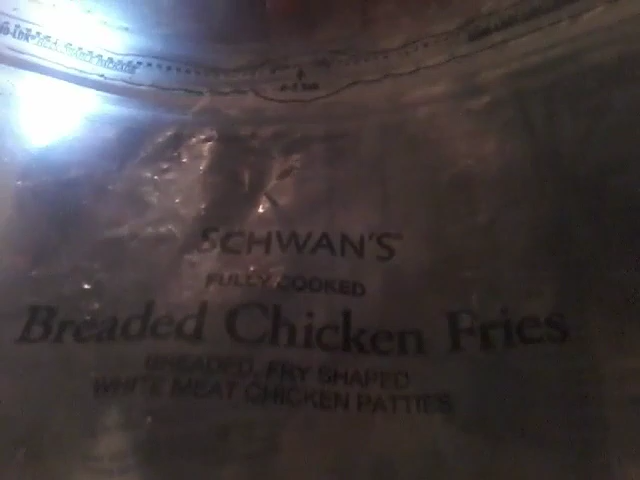 SCHWAN'S
FULLY COOKED
Breaded Chicken Fries
BREADED, FRY SHAPED
WHITE MEAT CHICKEN PATTIES